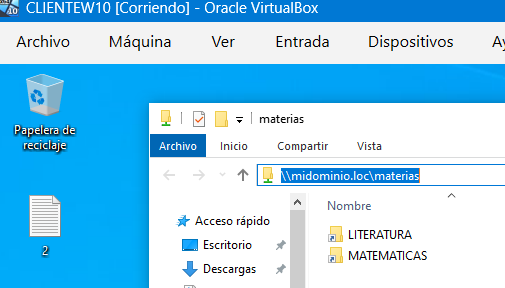 CLIENTEW10 [Corriendo] - Oracle VirtualBox
Archivo Máquina Ver Entrada Dispositivos Ay
Papelera de
reciclaje
2
materias
Archivo Inicio Compartir Vista
\\midominio.loc\materias
Acceso rápido
Escritorio
Descargas
Nombre
LITERATURA
MATEMATICAS